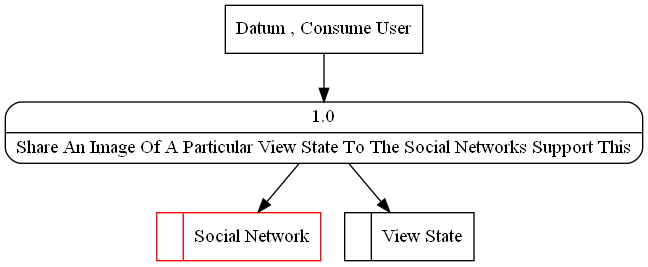 Datum , Consume User
1.0
Share An Image Of A Particular View State To The Social Networks Support This
Social Network
View State